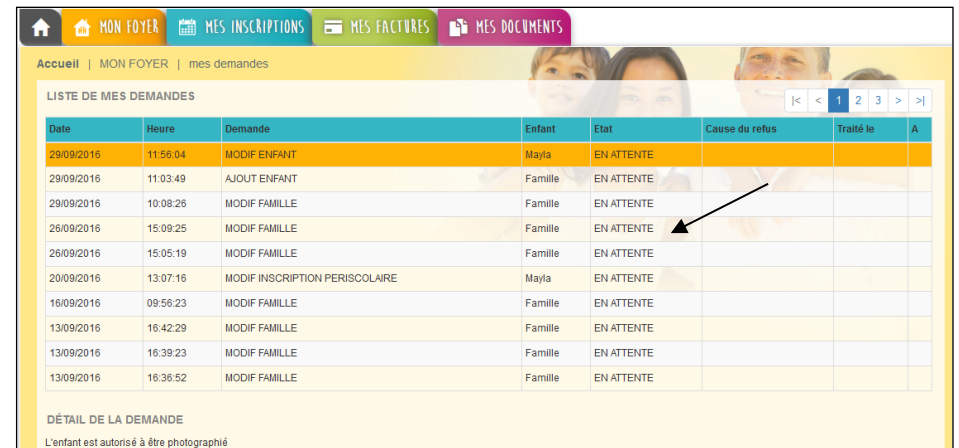 MON FOYER MES INSCRIPTIONS MES FACTURES MES DOCUMENTS
Accueil | MON FOYER | mes demandes
LISTE DE MES DEMANDES
|< < 1 2 3 > >|
Date Heure Demande Enfant Etat Cause du refus Traité le A
29/09/2016 11:56:04 MODIF ENFANT Mayla EN ATTENTE
29/09/2016 11:03:49 AJOUT ENFANT Famille EN ATTENTE
29/09/2016 10:08:26 MODIF FAMILLE Famille EN ATTENTE
26/09/2016 15:09:25 MODIF FAMILLE Famille EN ATTENTE
26/09/2016 15:05:19 MODIF FAMILLE Famille EN ATTENTE
20/09/2016 13:07:16 MODIF INSCRIPTION PERISCOLAIRE Mayla EN ATTENTE
16/09/2016 09:56:23 MODIF FAMILLE Famille EN ATTENTE
13/09/2016 16:42:29 MODIF FAMILLE Famille EN ATTENTE
13/09/2016 16:39:23 MODIF FAMILLE Famille EN ATTENTE
13/09/2016 16:36:52 MODIF FAMILLE Famille EN ATTENTE
DÉTAIL DE LA DEMANDE
L'enfant est autorisé à être photographié